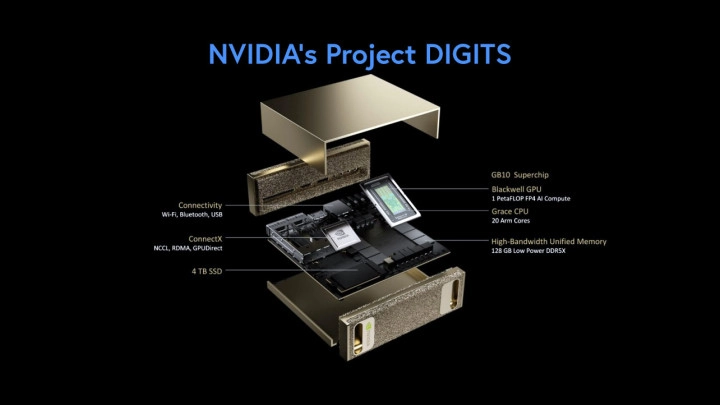 NVIDIA's Project DIGITS
GB10 Superchip
Blackwell GPU
1 PetaFLOP FP4 AI Compute
Grace CPU
20 Arm Cores
High-Bandwidth Unified Memory
128 GB Low Power DDR5X
Connectivity
Wi-Fi, Bluetooth, USB
ConnectX
NCCL, RDMA, GPUDirect
4 TB SSD